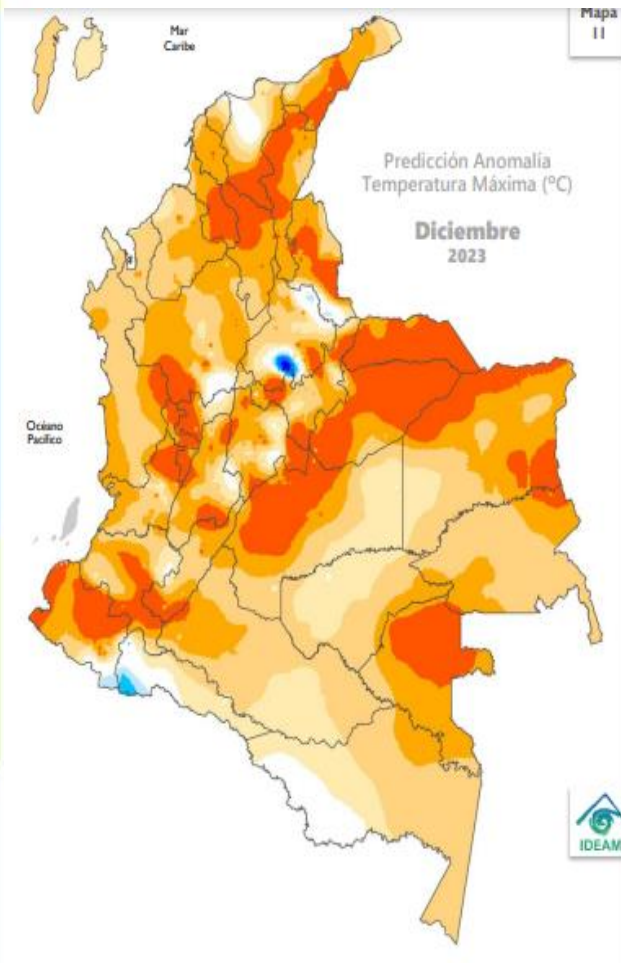 Mapa
11
Mar
Caribe
Predicción Anomalía
Temperatura Máxima (ºC)
Diciembre
2023
Océano
Pacífico
IDEAM